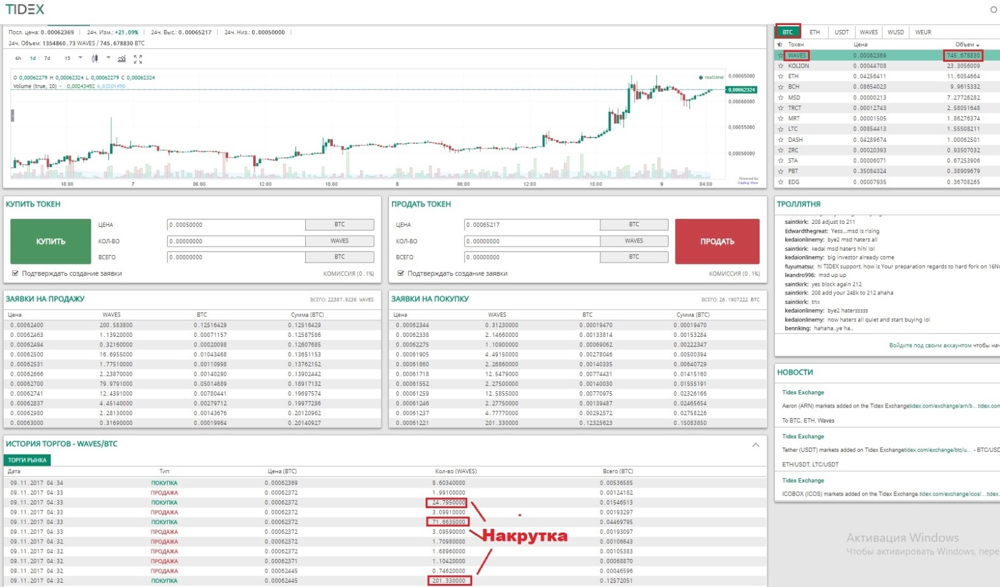 TIDEX
Посл. цена: 0.00062369 | 24ч. Изм.: +21.09% | 24ч. Выс.: 0.00065217 | 24ч. Низ.: 0.00050000
24ч. Объем: 1354860.73 WAVES / 745.678830 BTC
6h 1d 7d 15
O 0,00062279 H 0,00062324 L 0,00062279 C 0,00062324
Volume (true, 20) 0,00243452 6,83201490
realtime
0,00065000
0,00062324
0,00060000
0,00055000
0,00050000
18:00 7 06:00 12:00 18:00 8 06:00 12:00 18:00 9 04:00
Powered by
Trading View
BTC ETH USDT WAVES WUSD WEUR
Токен Цена Объем
WAVES 0.00062369 745.678830
KOLION 0.00044708 23.3056009
ETH 0.04256411 11.6054664
BCH 0.08654023 9.9615332
MSD 0.00000213 7.27726282
TRCT 0.00012743 2.58051648
MRT 0.00001505 1.86276374
LTC 0.00854413 1.55508211
DASH 0.04289674 1.00062501
ZRC 0.00020393 0.93507032
STA 0.00006071 0.67253906
PBT 0.35084324 0.38909679
EDG 0.00007935 0.36708265
КУПИТЬ ТОКЕН
КУПИТЬ
ЦЕНА 0.00050000 BTC
КОЛ-ВО 0.00000000 WAVES
ВСЕГО 0.00000000 BTC
Подтверждать создание заявки КОМИССИЯ (0.1%)
ПРОДАТЬ ТОКЕН
ЦЕНА 0.00065217 BTC
КОЛ-ВО 0.00000000 WAVES
ВСЕГО 0.00000000 BTC
ПРОДАТЬ
Подтверждать создание заявки КОМИССИЯ (0.1%)
ТРОЛЛЯТНЯ
saintkirk: 208 adjust to 211
Edwardthegreat: Yess...msd is rising
kedaionlinemy: bye2 msd haters all
saintkirk: kedai msd haters hihi lol
kedaionlinemy: big investor already come
fuyumatsu: hi TIDEX support, how is Your preparation regards to hard fork on 16No
leandro996: msd up up
saintkirk: yes block again 212
saintkirk: 208 add your 248k to 212 ahaha
saintkirk: tnx
kedaionlinemy: bye2 hatersssss
kedaionlinemy: now haters all quiet and start buying lol
bennking: hahaha..ye ha..
Войдите под своим аккаунтом чтобы нач
ЗАЯВКИ НА ПРОДАЖУ ВСЕГО: 22387.9236 WAVES
Цена WAVES BTC Сумма (BTC)
0.00062400 200.583800 0.12516429 0.12516429
0.00062463 1.13920000 0.00071157 0.12587586
0.00062494 0.32160000 0.00020098 0.12607685
0.00062500 16.6955000 0.01043468 0.13651153
0.00062531 1.77510000 0.00110998 0.13762152
0.00062666 2.23870000 0.00140290 0.13902442
0.00062700 79.9791000 0.05014689 0.18917132
0.00062741 12.4391000 0.00780441 0.19697574
0.00062837 4.45140000 0.00279712 0.19977286
0.00062980 2.28130000 0.00143676 0.20120962
0.00063000 0.31690000 0.00019964 0.20140927
ЗАЯВКИ НА ПОКУПКУ ВСЕГО: 26.1907222 BTC
Цена WAVES BTC Сумма (BTC)
0.00062344 0.31230000 0.00019470 0.00019470
0.00062338 2.14660000 0.00133814 0.00153284
0.00062275 1.10900000 0.00069062 0.00222347
0.00061905 4.49150000 0.00278046 0.00500394
0.00061860 2.26860000 0.00140335 0.00640729
0.00061718 12.5479000 0.00774431 0.01415160
0.00061552 2.27500000 0.00140030 0.01555191
0.00061259 12.5855000 0.00770975 0.02326166
0.00061246 2.27750000 0.00139487 0.02465654
0.00061237 4.77770000 0.00292572 0.02758226
0.00061221 201.330000 0.12325623 0.15083850
НОВОСТИ
Tidex Exchange
Aeron (ARN) markets added on the Tidex Exchangetidex.com/exchange/arn/b...tidex.com
To BTC, ETH, Waves
Tidex Exchange
Tether (USDT) markets added on Tidex Exchangetidex.com/exchange/btc/u... - BTC/USD
ETH/USDT, LTC/USDT
Tidex Exchange
ICOBOX (ICOS) markets added on the Tidex Exchange.tidex.com/exchange/icos/...tidex.
ИСТОРИЯ ТОРГОВ - WAVES/BTC
ТОРГИ РЫНКА
Дата Тип Цена (BTC) Кол-во (WAVES) Всего (BTC)
09.11.2017 04:34 ПОКУПКА 0.00062369 8.60340000 0.00536585
09.11.2017 04:33 ПРОДАЖА 0.00062372 1.99100000 0.00124182
09.11.2017 04:33 ПОКУПКА 0.00062372 24.7950000 0.01546513
09.11.2017 04:33 ПРОДАЖА 0.00062372 3.09910000 0.00193297
09.11.2017 04:33 ПОКУПКА 0.00062372 71.6635000 0.04469795
09.11.2017 04:33 ПРОДАЖА 0.00062372 3.09590000 0.00193097
09.11.2017 04:32 ПРОДАЖА 0.00062372 1.70980000 0.00106643
09.11.2017 04:32 ПРОДАЖА 0.00062372 1.68960000 0.00105383
09.11.2017 04:32 ПРОДАЖА 0.00062371 1.10420000 0.00068870
09.11.2017 04:32 ПРОДАЖА 0.00062445 0.74620000 0.00046596
09.11.2017 04:32 ПОКУПКА 0.00062445 201.330000 0.12572051
Накрутка
Активация Windows
Чтобы активировать Windows, пере